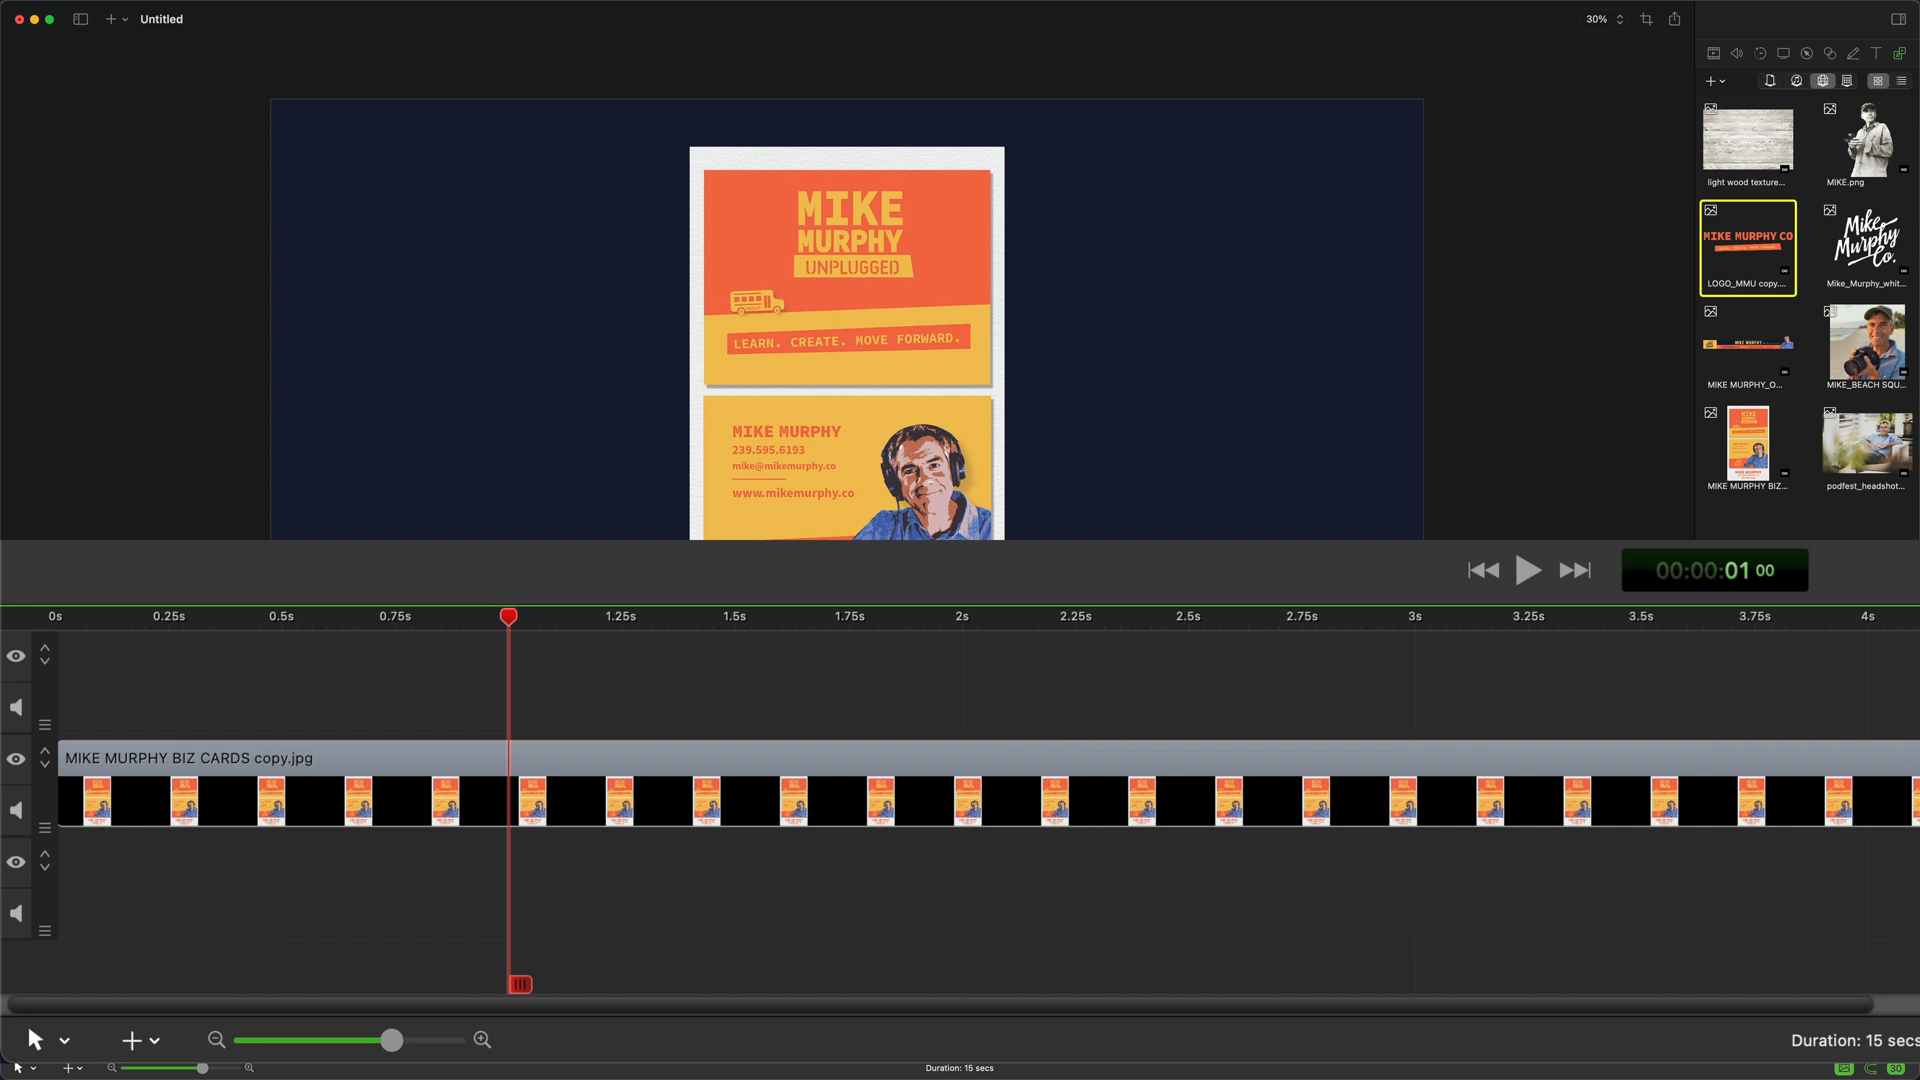 Untitled
30%
light wood texture...
MIKE.png
MIKE MURPHY CO
LOGO_MMU copy....
Mike
Murphy
Co.
Mike_Murphy_whit...
MIKE MURPHY_O...
MIKE_BEACH SQU...
MIKE MURPHY BIZ...
podfest_headshot...
MIKE
MURPHY
UNPLUGGED
LEARN. CREATE. MOVE FORWARD.
MIKE MURPHY
239.595.6193
mike@mikemurphy.co
www.mikemurphy.co
00:00:01 00
0s 0.25s 0.5s 0.75s 1.25s 1.5s 1.75s 2s 2.25s 2.5s 2.75s 3s 3.25s 3.5s 3.75s 4s
MIKE MURPHY BIZ CARDS copy.jpg
Duration: 15 secs
Duration: 15 secs
30